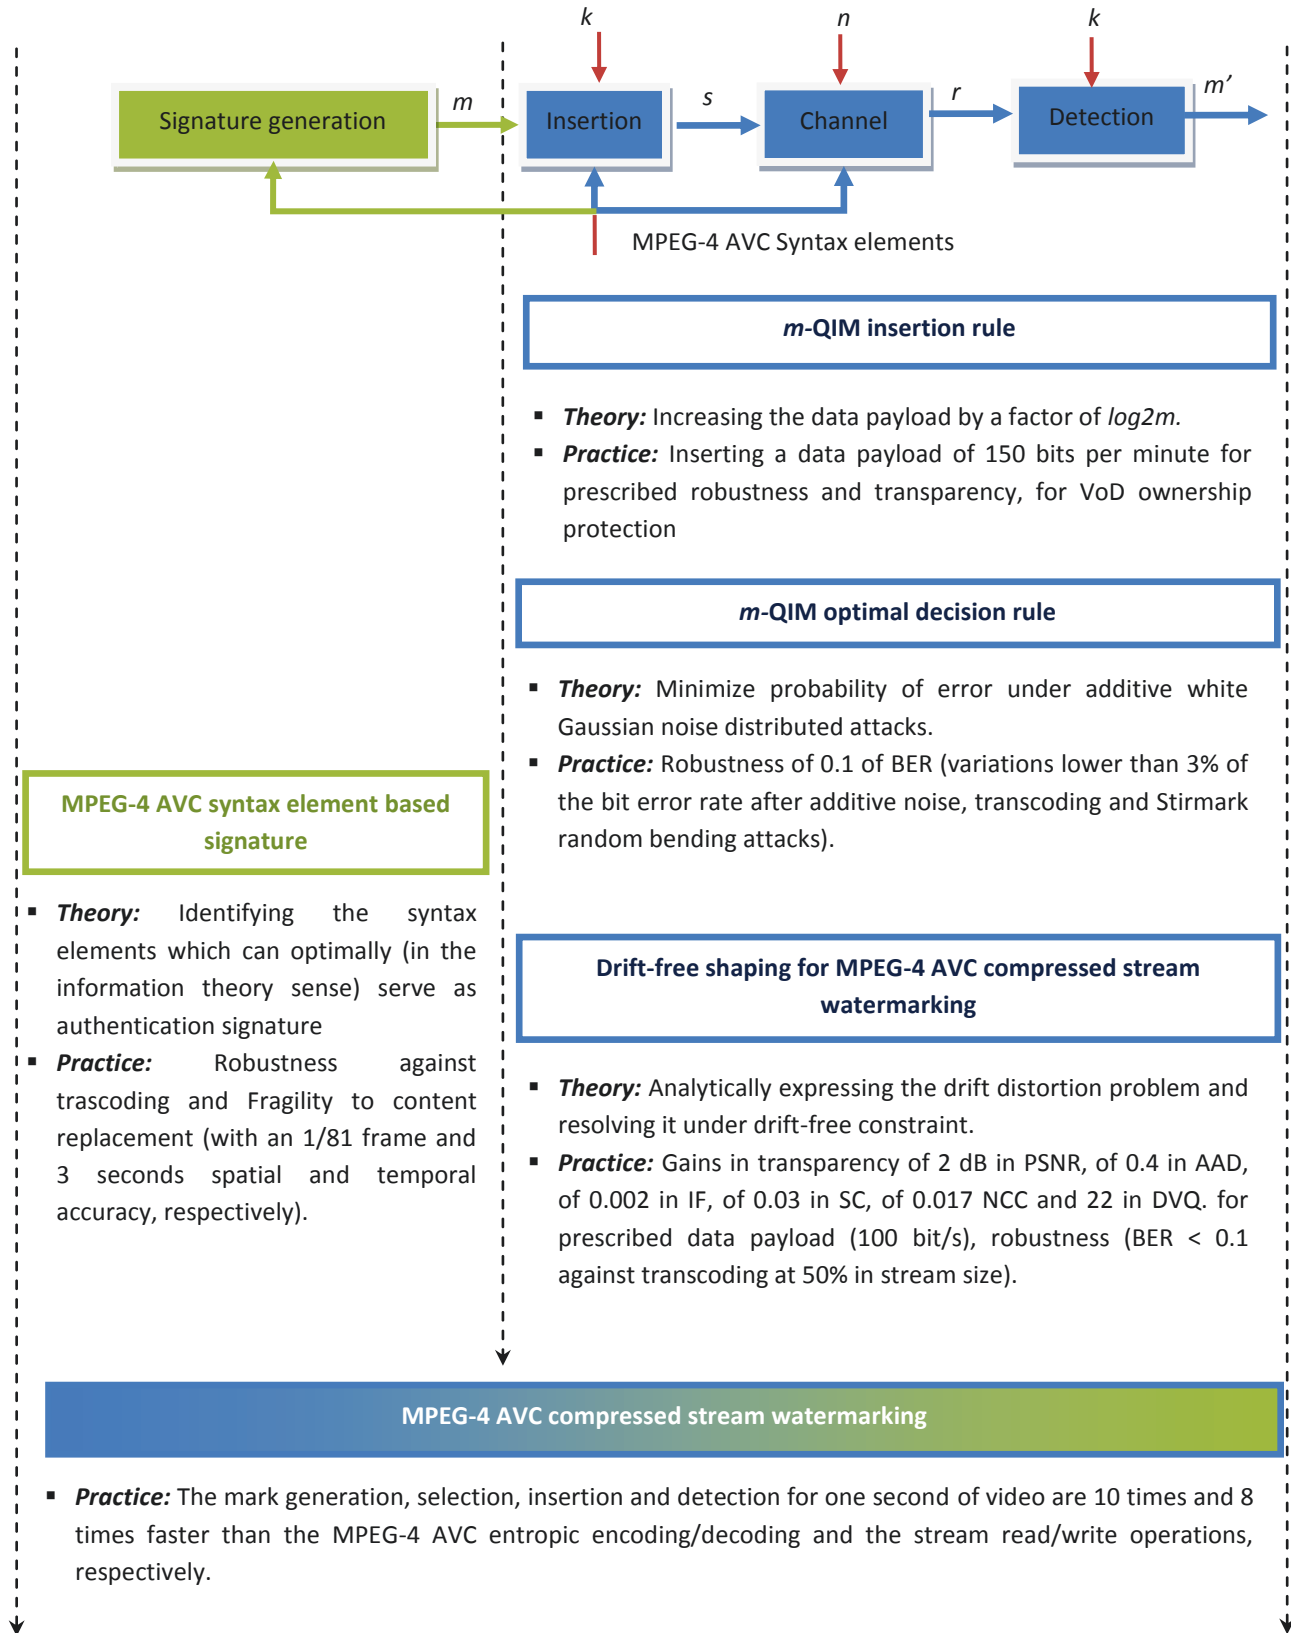 k
n
k
Signature generation
m
Insertion
s
Channel
r
Detection
m’
MPEG-4 AVC Syntax elements
m-QIM insertion rule
▪ Theory: Increasing the data payload by a factor of log2m.
▪ Practice: Inserting a data payload of 150 bits per minute for
prescribed robustness and transparency, for VoD ownership
protection
m-QIM optimal decision rule
▪ Theory: Minimize probability of error under additive white
Gaussian noise distributed attacks.
▪ Practice: Robustness of 0.1 of BER (variations lower than 3% of
the bit error rate after additive noise, transcoding and Stirmark
random bending attacks).
MPEG-4 AVC syntax element based
signature
▪ Theory: Identifying the syntax
elements which can optimally (in the
information theory sense) serve as
authentication signature
▪ Practice: Robustness against
trascoding and Fragility to content
replacement (with an 1/81 frame and
3 seconds spatial and temporal
accuracy, respectively).
Drift-free shaping for MPEG-4 AVC compressed stream
watermarking
▪ Theory: Analytically expressing the drift distortion problem and
resolving it under drift-free constraint.
▪ Practice: Gains in transparency of 2 dB in PSNR, of 0.4 in AAD,
of 0.002 in IF, of 0.03 in SC, of 0.017 NCC and 22 in DVQ. for
prescribed data payload (100 bit/s), robustness (BER < 0.1
against transcoding at 50% in stream size).
MPEG-4 AVC compressed stream watermarking
▪ Practice: The mark generation, selection, insertion and detection for one second of video are 10 times and 8
times faster than the MPEG-4 AVC entropic encoding/decoding and the stream read/write operations,
respectively.